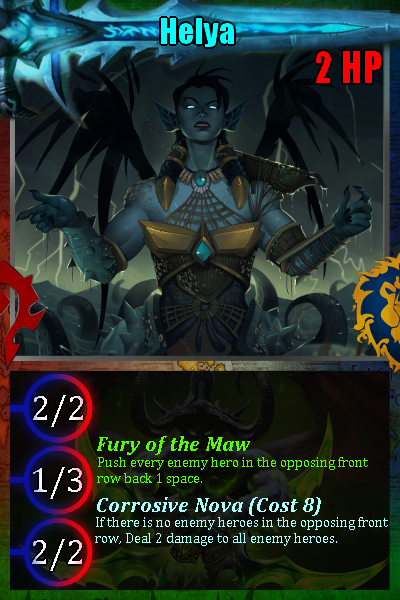 Helya
2 HP
2/2
1/3
2/2
Fury of the Maw
Push every enemy hero in the opposing front
row back 1 space.
Corrosive Nova (Cost 8)
If there is no enemy heroes in the opposing front
row, Deal 2 damage to all enemy heroes.